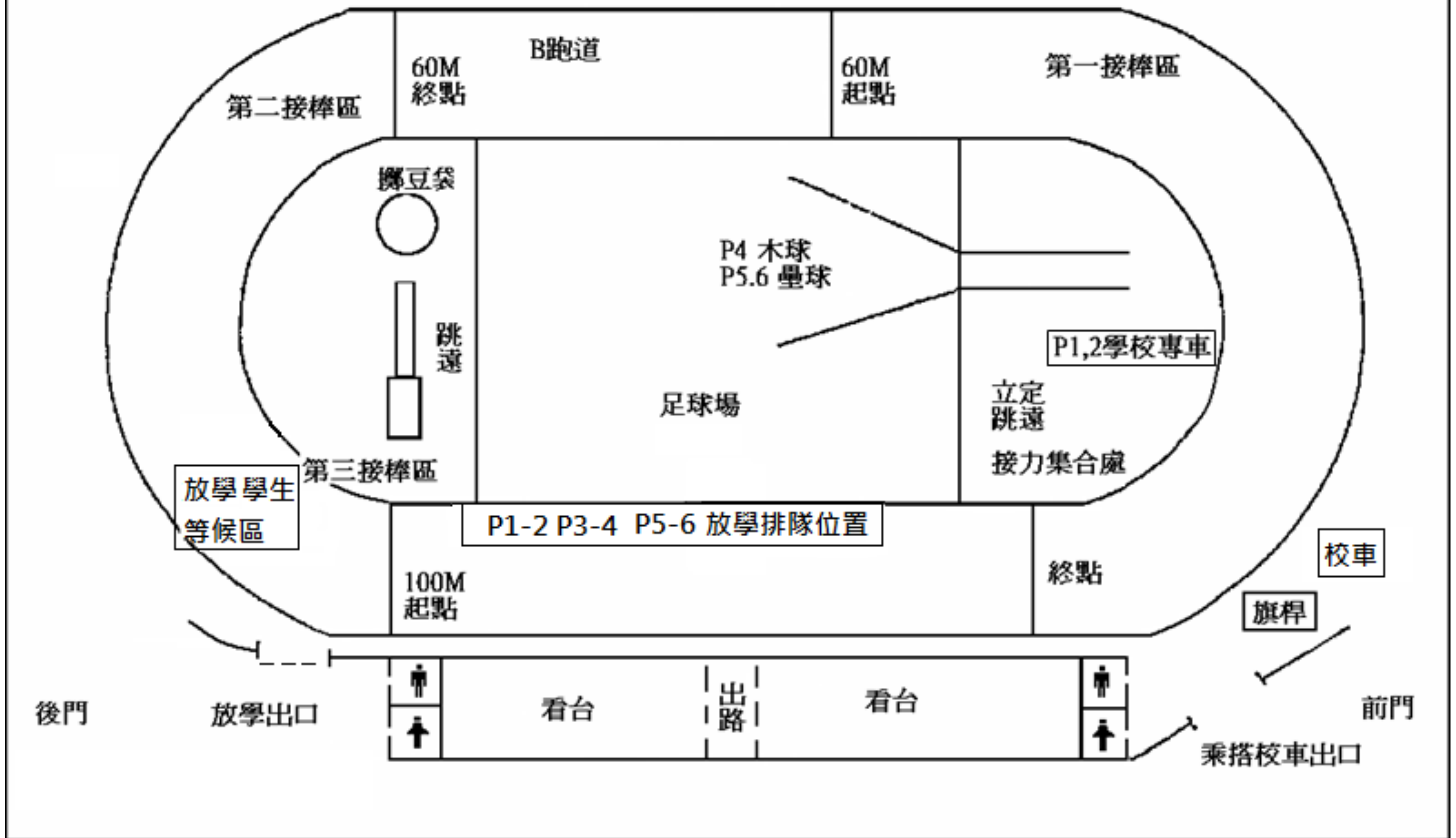 B跑道
60M
終點
60M
起點
第一接棒區
第二接棒區
擲豆袋
P4 木球
P5.6 壘球
跳
遠
P1,2學校專車
足球場
立定
跳遠
第三接棒區
接力集合處
放學學生
等候區
P1-2 P3-4 P5-6 放學排隊位置
校車
100M
起點
終點
旗桿
後門
放學出口
看台
出
路
看台
前門
乘搭校車出口